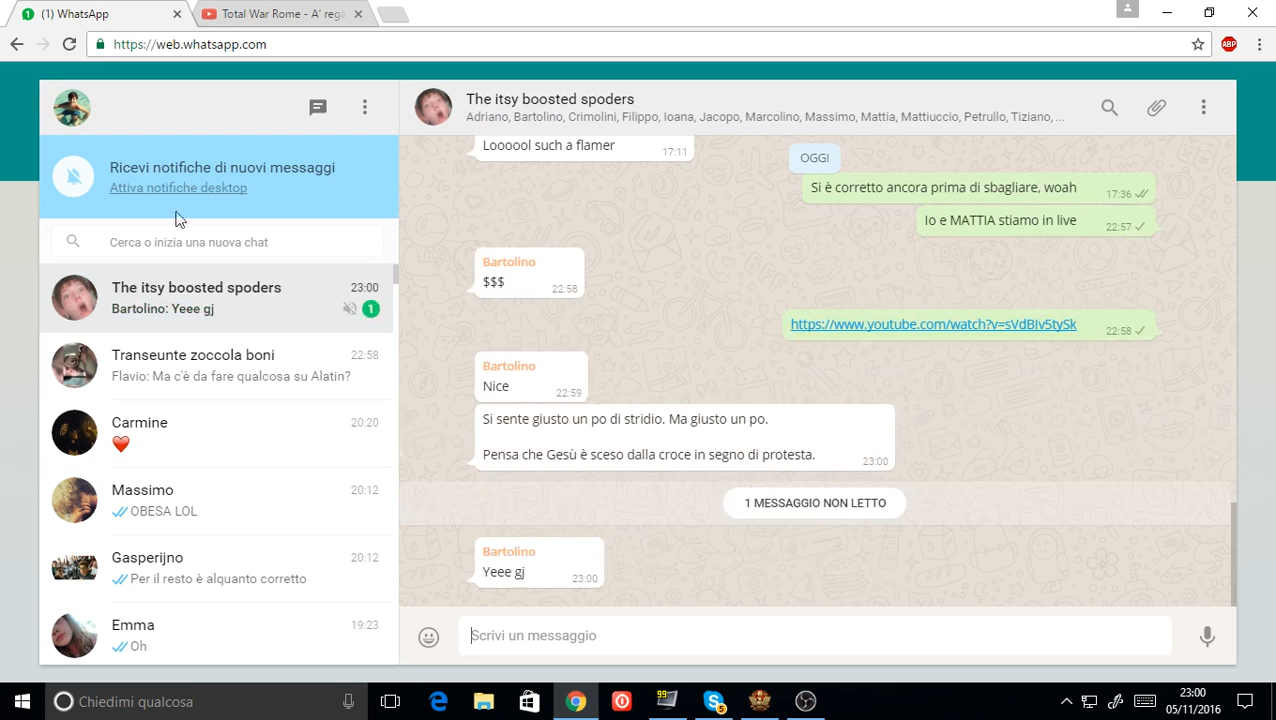 (1) WhatsApp
Total War Rome - A' rega
https://web.whatsapp.com
ABP
Ricevi notifiche di nuovi messaggi
Attiva notifiche desktop
Cerca o inizia una nuova chat
The itsy boosted spoders 23:00
Bartolino: Yeee gj 1
Transeunte zoccola boni 22:58
Flavio: Ma c'è da fare qualcosa su Alatin?
Carmine 20:20
Massimo 20:12
OBESA LOL
Gasperijno 20:12
Per il resto è alquanto corretto
Emma 19:23
Oh
The itsy boosted spoders
Adriano, Bartolino, Crimolini, Filippo, Ioana, Jacopo, Marcolino, Massimo, Mattia, Mattiuccio, Petrullo, Tiziano, ...
Loooool such a flamer 17:11
OGGI
Si è corretto ancora prima di sbagliare, woah 17:36
Io e MATTIA stiamo in live 22:57
Bartolino
$$$ 22:58
https://www.youtube.com/watch?v=sVdBIv5tySk 22:58
Bartolino
Nice 22:59
Si sente giusto un po di stridio. Ma giusto un po.
Pensa che Gesù è sceso dalla croce in segno di protesta. 23:00
1 MESSAGGIO NON LETTO
Bartolino
Yeee gj 23:00
Scrivi un messaggio
Chiedimi qualcosa
99
5
23:00
05/11/2016